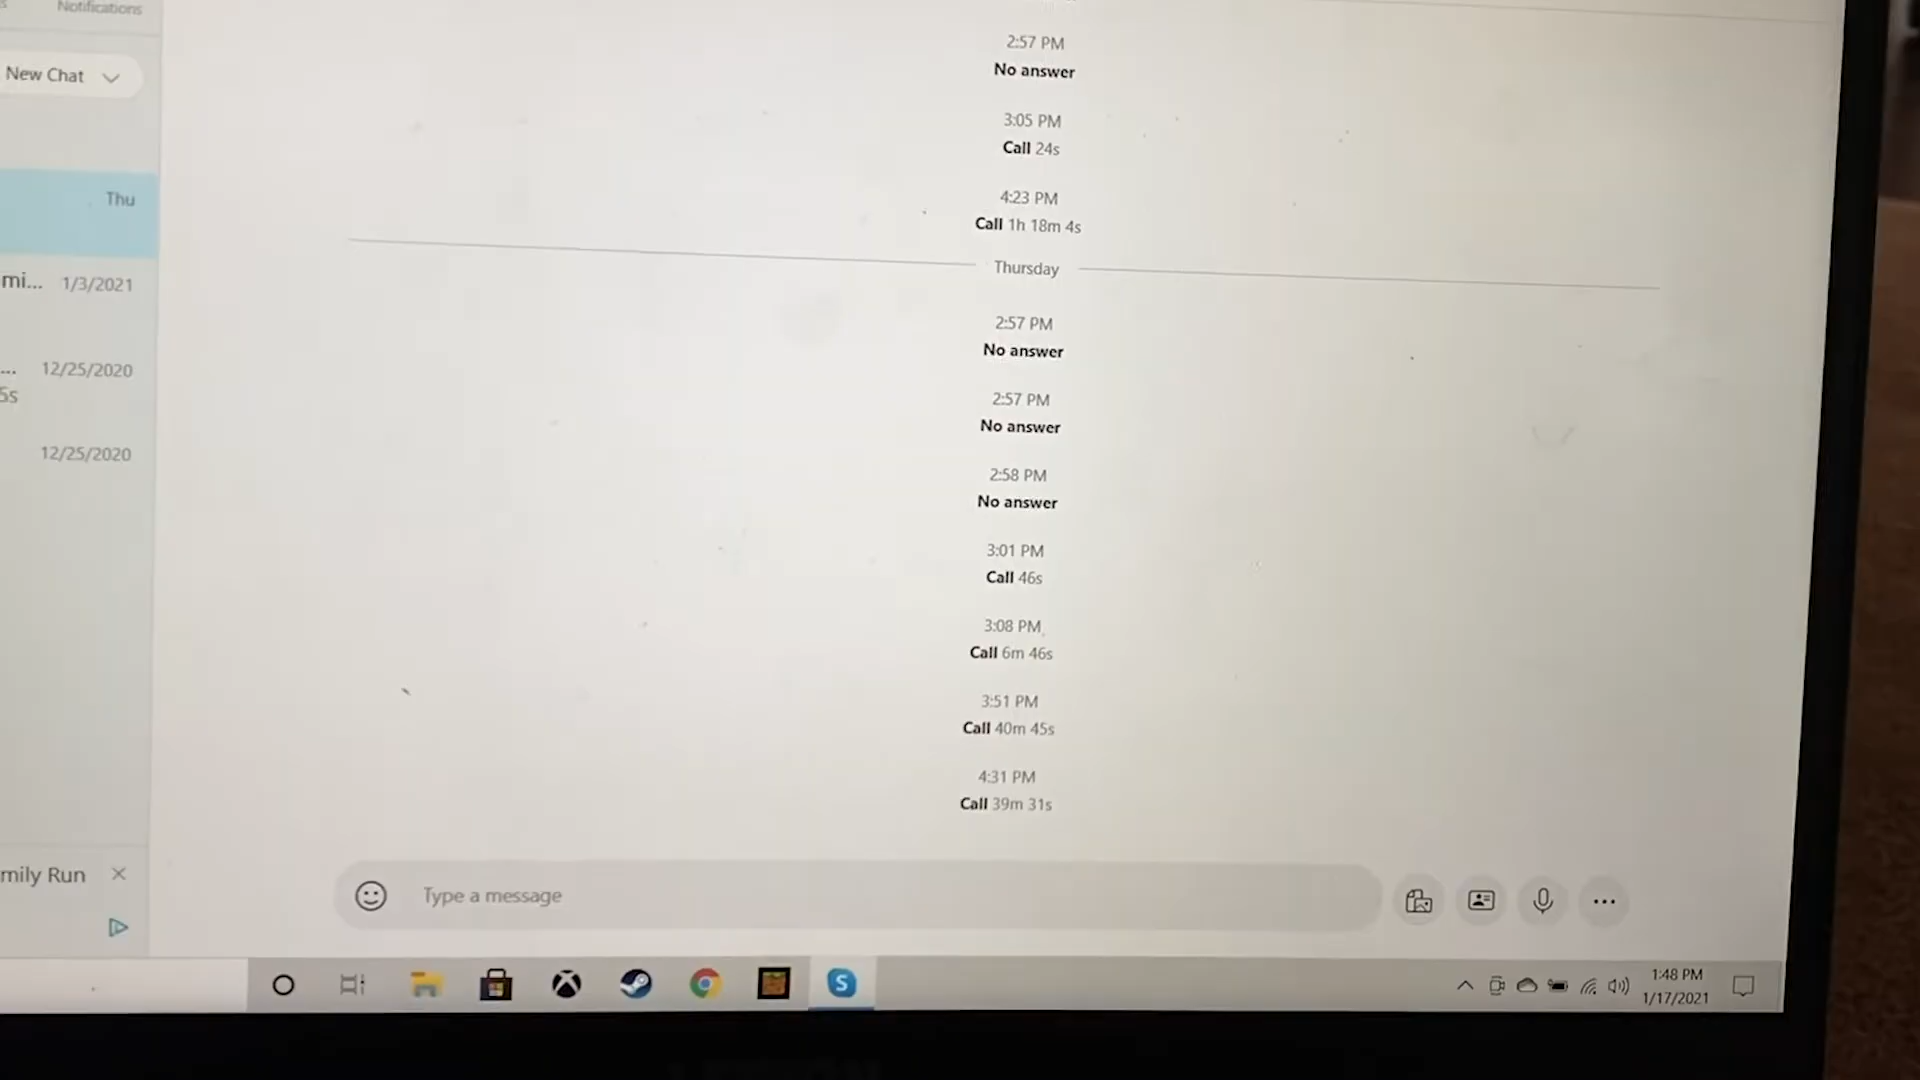 Notifications
New Chat
Thu
mi... 1/3/2021
... 12/25/2020
5s
12/25/2020
mily Run
2:57 PM
No answer
3:05 PM
Call 24s
4:23 PM
Call 1h 18m 4s
Thursday
2:57 PM
No answer
2:57 PM
No answer
2:58 PM
No answer
3:01 PM
Call 46s
3:08 PM
Call 6m 46s
3:51 PM
Call 40m 45s
4:31 PM
Call 39m 31s
Type a message
S
1:48 PM
1/17/2021